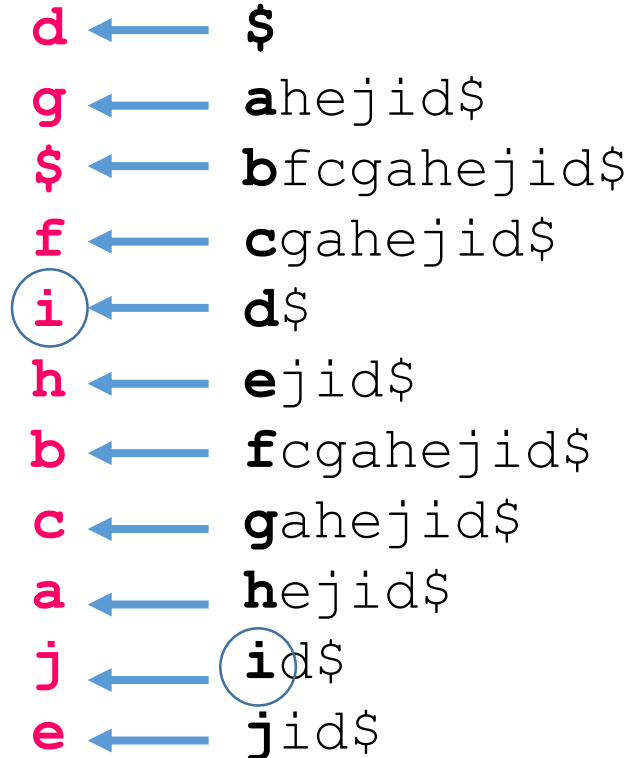 d $
g ahejid$
$ bfcgahejid$
f cgahejid$
i d$
h ejid$
b fcgahejid$
c gahejid$
a hejid$
j id$
e jid$